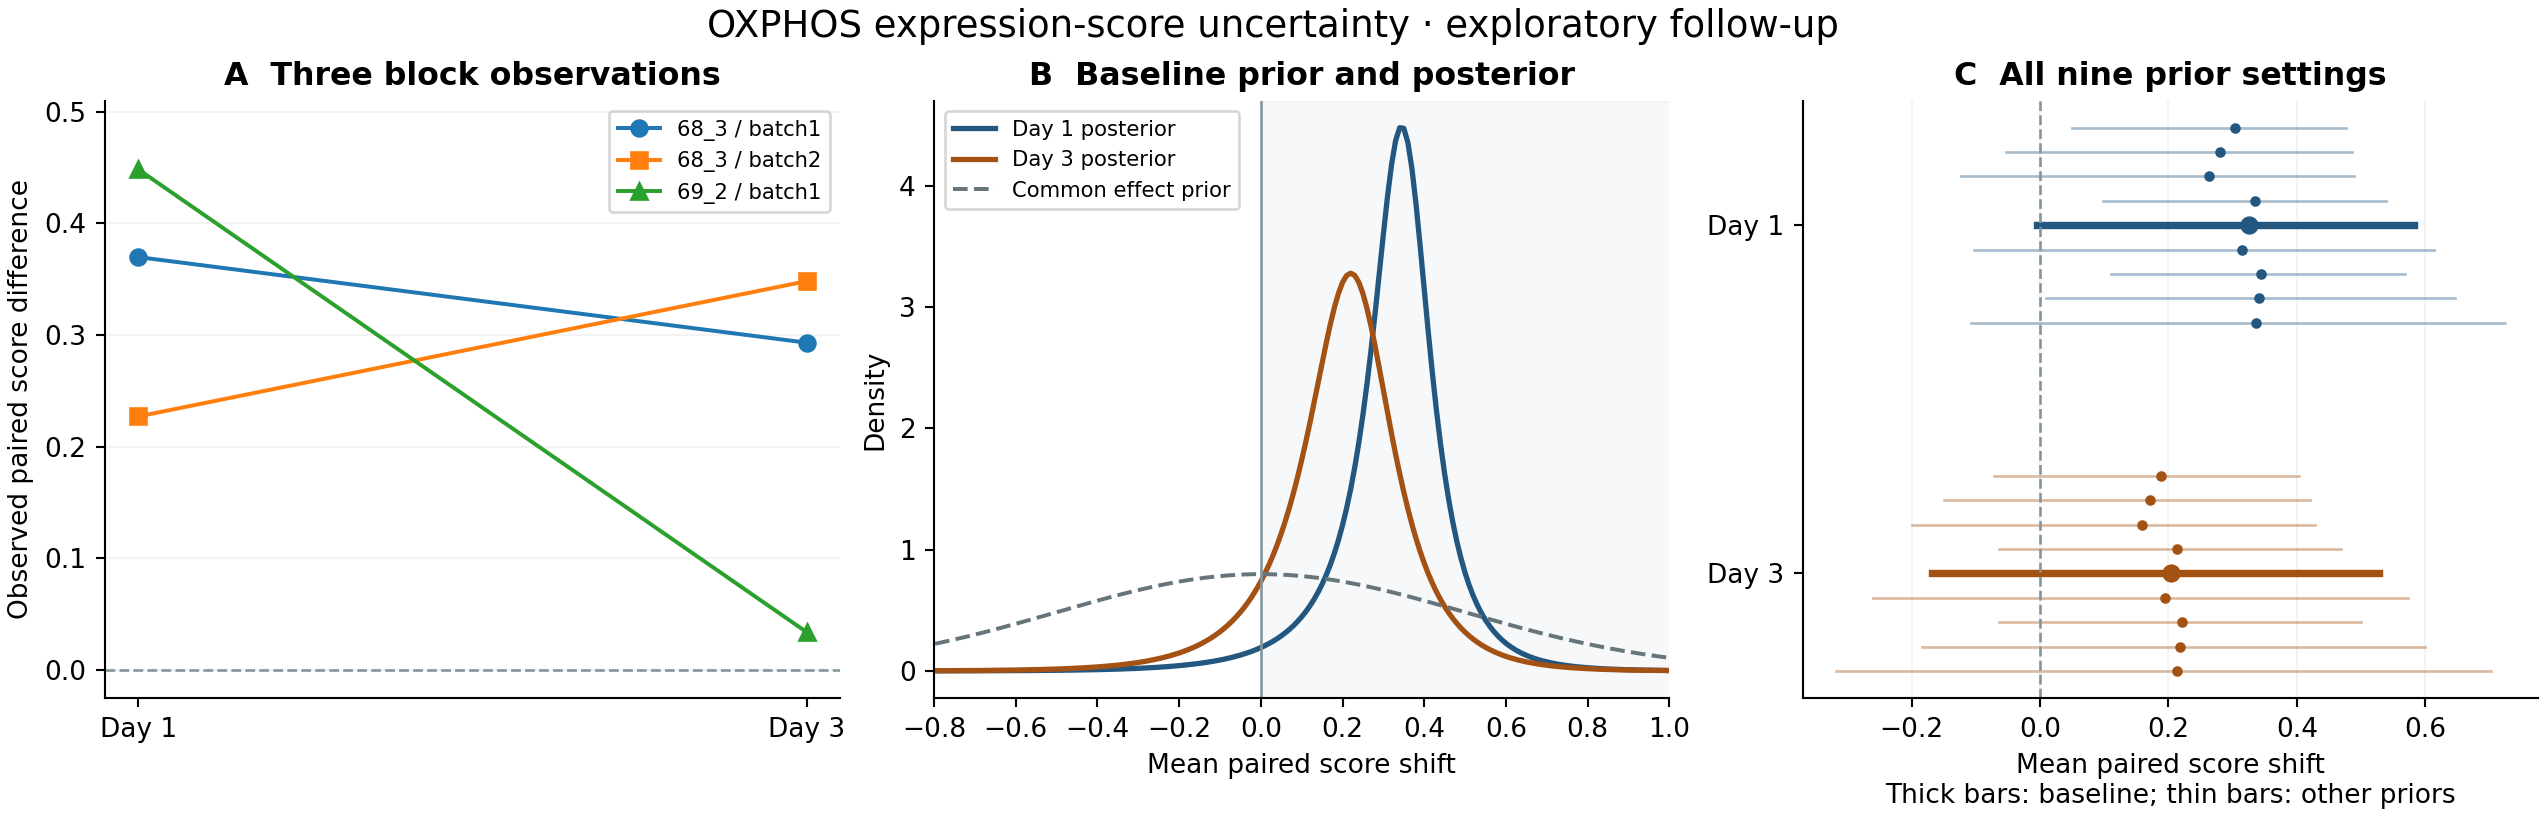 OXPHOS expression-score uncertainty · exploratory follow-up
A Three block observations
Observed paired score difference
0.5
0.4
0.3
0.2
0.1
0.0
68_3 / batch1
68_3 / batch2
69_2 / batch1
Day 1
Day 3
B Baseline prior and posterior
Density
4
3
2
1
0
Day 1 posterior
Day 3 posterior
Common effect prior
−0.8 −0.6 −0.4 −0.2 0.0 0.2 0.4 0.6 0.8 1.0
Mean paired score shift
C All nine prior settings
Day 1
Day 3
−0.2 0.0 0.2 0.4 0.6
Mean paired score shift
Thick bars: baseline; thin bars: other priors